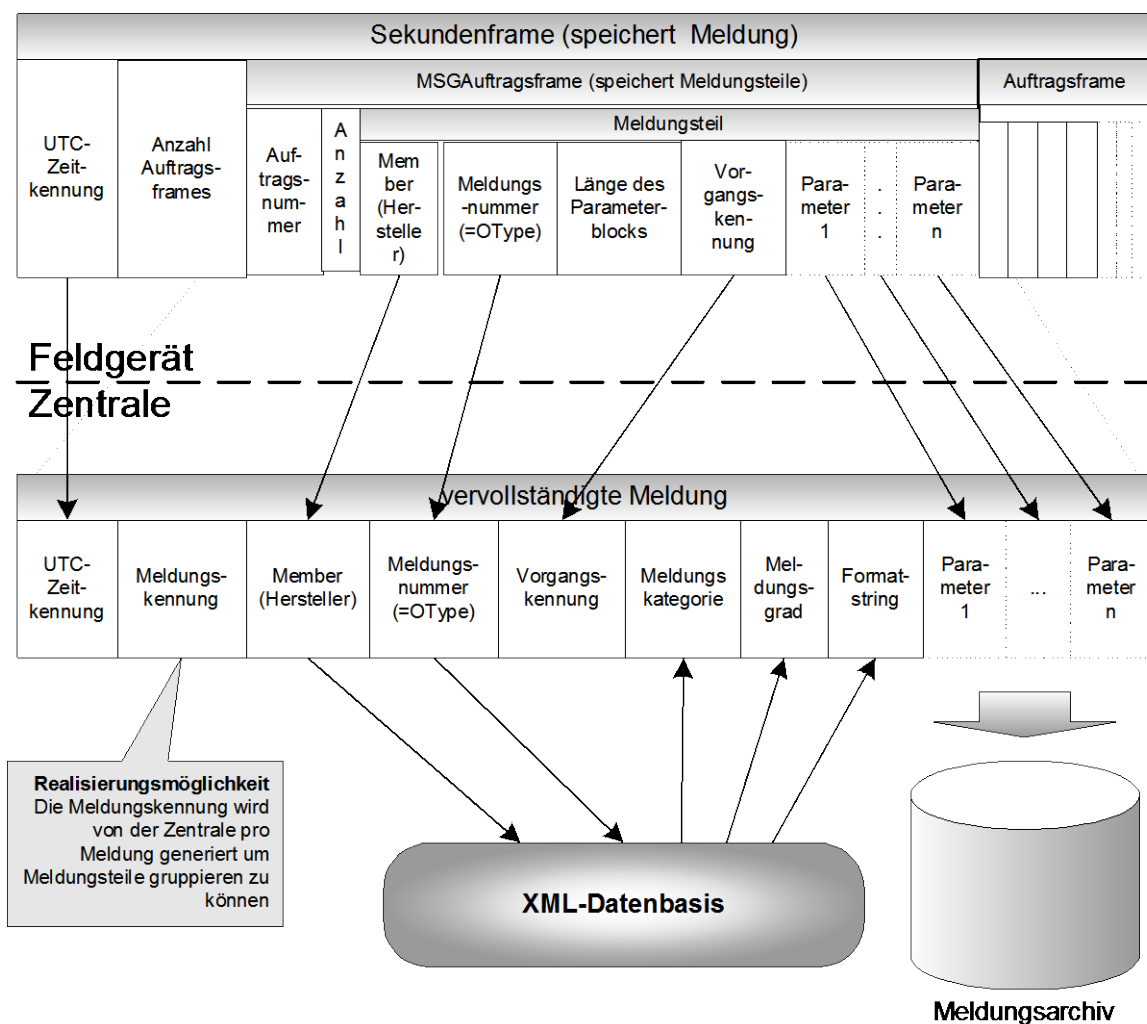 Sekundenframe (speichert Meldung)
MSGAuftragsframe (speichert Meldungsteile)
Auftragsframe
Meldungsteil
UTC-
Zeit-
kennung
Anzahl
Auftrags-
frames
Auf-
tragsnum-
mer
A
n
z
a
h
l
Mem
ber
(Her-
stelle
r)
Meldungs
-nummer
(=OType)
Länge des
Parameter-
blocks
Vor-
gangs-
ken-
nung
Para-
meter
1
.
.
.
Para-
meter
n
Feldgerät
Zentrale
vervollständigte Meldung
UTC-
Zeit-
kennung
Meldungs-
kennung
Member
(Hersteller)
Meldungs-
nummer
(=OType)
Vorgangs-
kennung
Meldungs
kategorie
Mel-
dungs-
grad
Format-
string
Para-
meter
1
...
Para-
meter
n
Realisierungsmöglichkeit
Die Meldungskennung wird
von der Zentrale pro
Meldung generiert um
Meldungsteile gruppieren zu
können
XML-Datenbasis
Meldungsarchiv